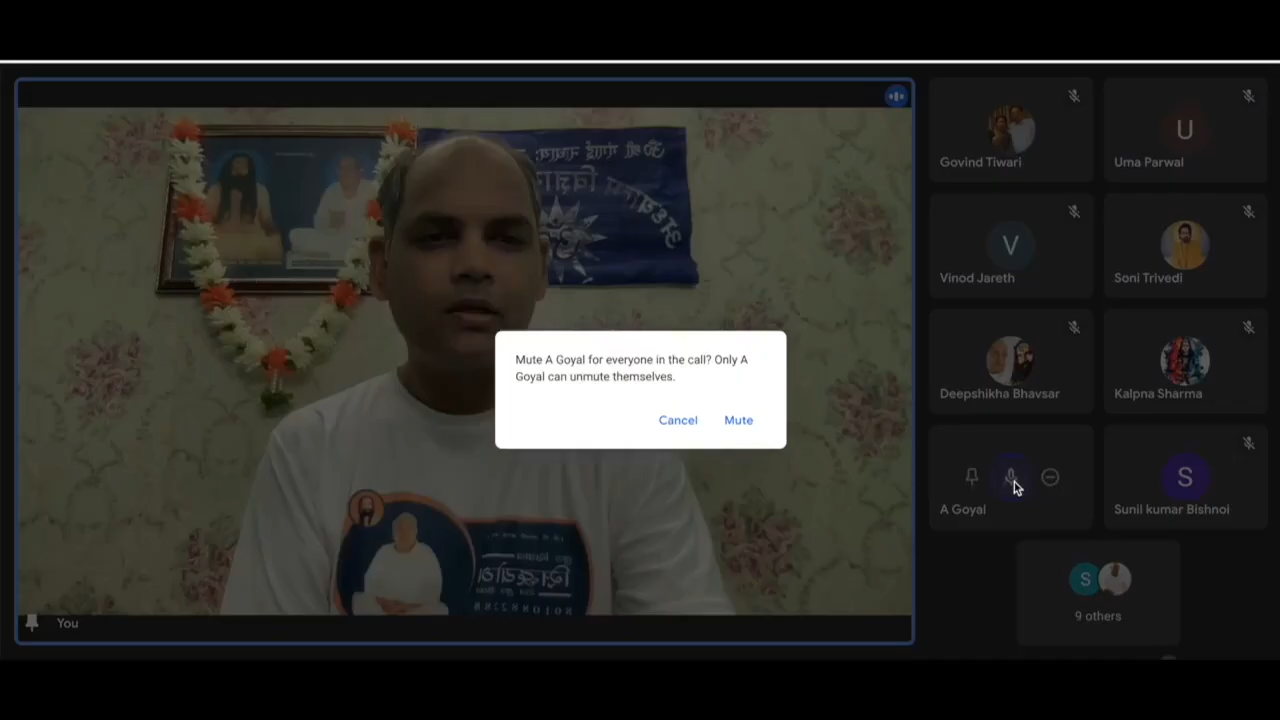 Govind Tiwari
U
Uma Parwal
V
Vinod Jareth
Soni Trivedi
Mute A Goyal for everyone in the call? Only A
Goyal can unmute themselves.
Cancel Mute
Deepshikha Bhavsar
Kalpna Sharma
A Goyal
S
Sunil kumar Bishnoi
S
9 others
You